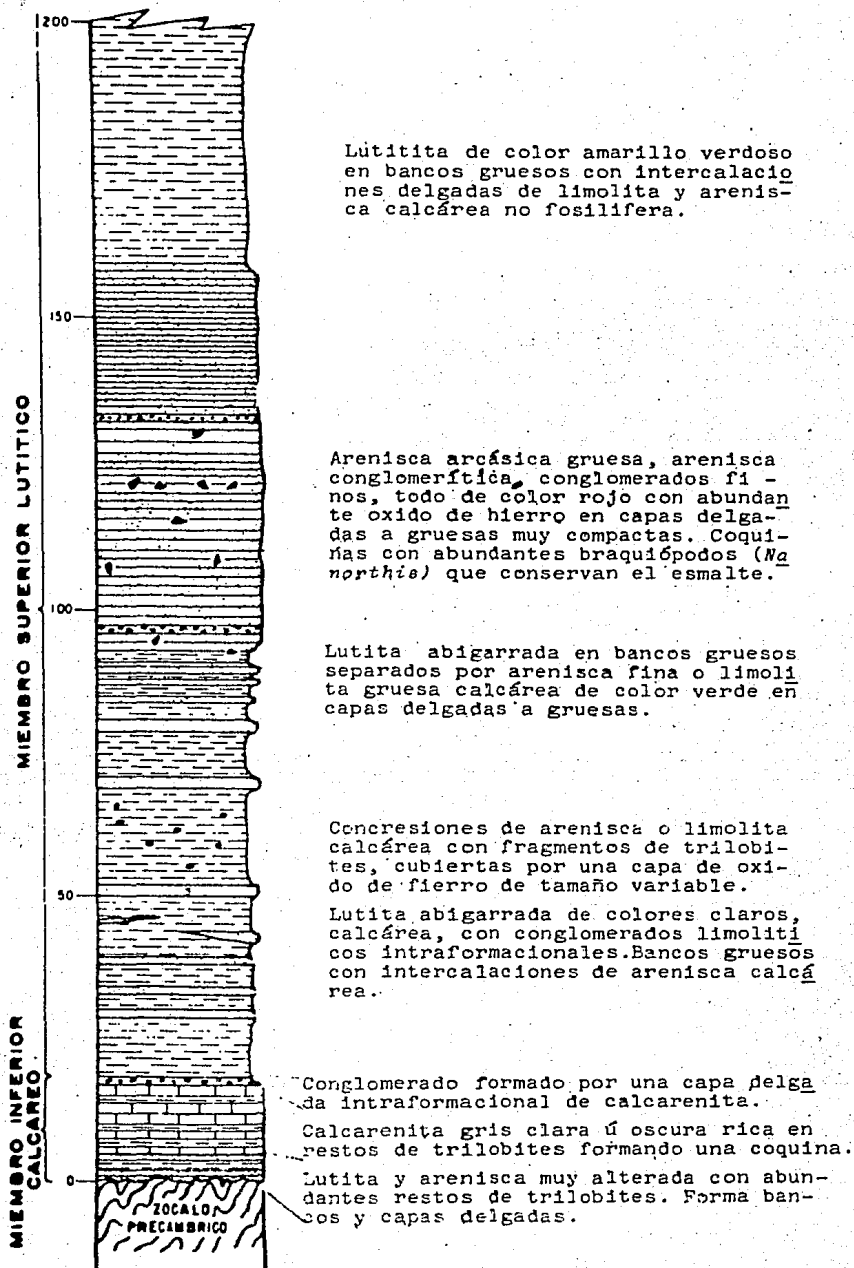 200
Lutitita de color amarillo verdoso
en bancos gruesos con intercalacio
nes delgadas de limolita y arenis-
ca calcárea no fosilifera.
150
MIEMBRO SUPERIOR LUTITICO
Arenisca arcásica gruesa, arenisca
conglomerítica, conglomerados fi -
nos, todo de color rojo con abundan
te oxido de hierro en capas delga-
das a gruesas muy compactas. Coqui-
ñas con abundantes braquiópodos (Na
northis) que conservan el esmalte.
100
Lutita abigarrada en bancos gruesos
separados por arenisca fina o limoli
ta gruesa calcárea de color verde en
capas delgadas a gruesas.
Concresiones de arenisca o limolita
calcárea con fragmentos de trilobi-
tes, cubiertas por una capa de oxi-
do de fierro de tamaño variable.
50
Lutita abigarrada de colores claros,
calcárea, con conglomerados limoliti
cos intraformacionales.Bancos gruesos
con intercalaciones de arenisca calcá
rea.
MIEMBRO INFERIOR
CALCAREO
Conglomerado formado por una capa delga
da intraformacional de calcarenita.
Calcarenita gris clara ú oscura rica en
restos de trilobites formando una coquina.
0
Lutita y arenisca muy alterada con abun-
dantes restos de trilobites. Forma ban-
cos y capas delgadas.
ZOCALO
PRECAMBRICO